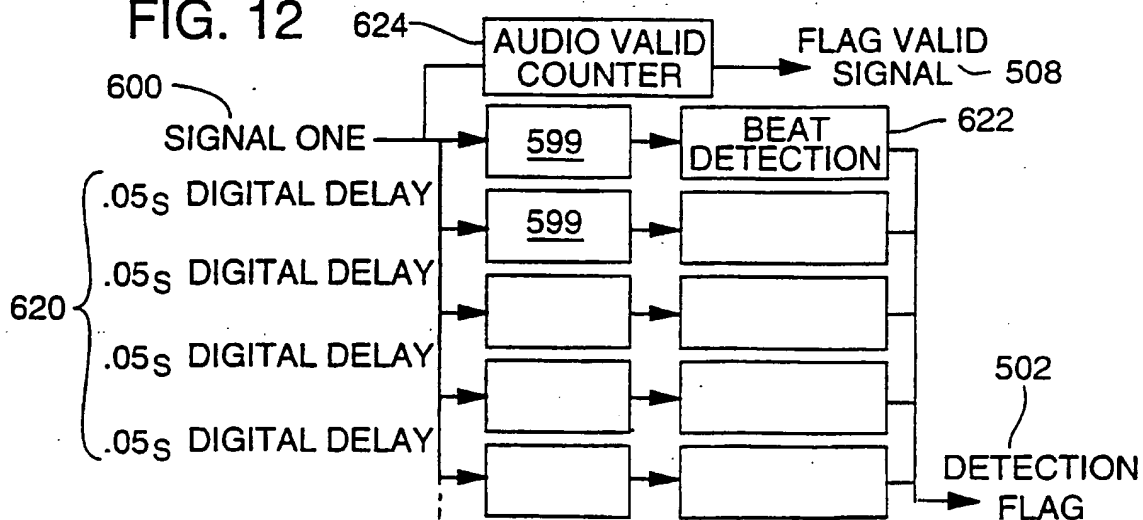 FIG. 12
624
AUDIO VALID
COUNTER
FLAG VALID
SIGNAL
508
600
SIGNAL ONE
599
BEAT
DETECTION
622
.05s DIGITAL DELAY
599
.05s DIGITAL DELAY
620
.05s DIGITAL DELAY
.05s DIGITAL DELAY
502
DETECTION
FLAG